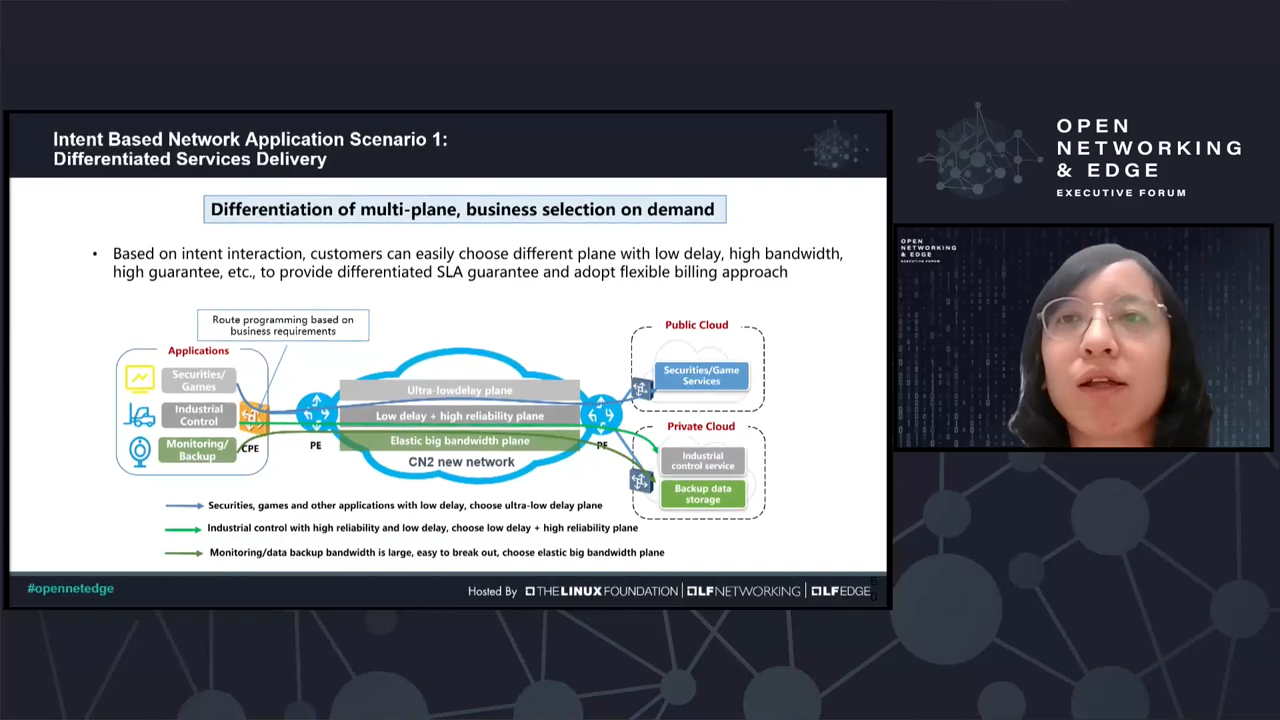 Intent Based Network Application Scenario 1:
Differentiated Services Delivery
Differentiation of multi-plane, business selection on demand
• Based on intent interaction, customers can easily choose different plane with low delay, high bandwidth,
high guarantee, etc., to provide differentiated SLA guarantee and adopt flexible billing approach
Route programming based on
business requirements
Applications
Securities/
Games
Industrial
Control
Monitoring/
Backup
CPE
PE
Ultra-lowdelay plane
Low delay + high reliability plane
Elastic big bandwidth plane
CN2 new network
PE
Public Cloud
Securities/Game
Services
Private Cloud
Industrial
control service
Backup data
storage
Securities, games and other applications with low delay, choose ultra-low delay plane
Industrial control with high reliability and low delay, choose low delay + high reliability plane
Monitoring/data backup bandwidth is large, easy to break out, choose elastic big bandwidth plane
#opennetedge
Hosted By THE LINUX FOUNDATION | LF NETWORKING | LF EDGE
OPEN
NETWORKING
& EDGE
EXECUTIVE FORUM
OPEN
NETWORKING
& EDGE
EXECUTIVE FORUM